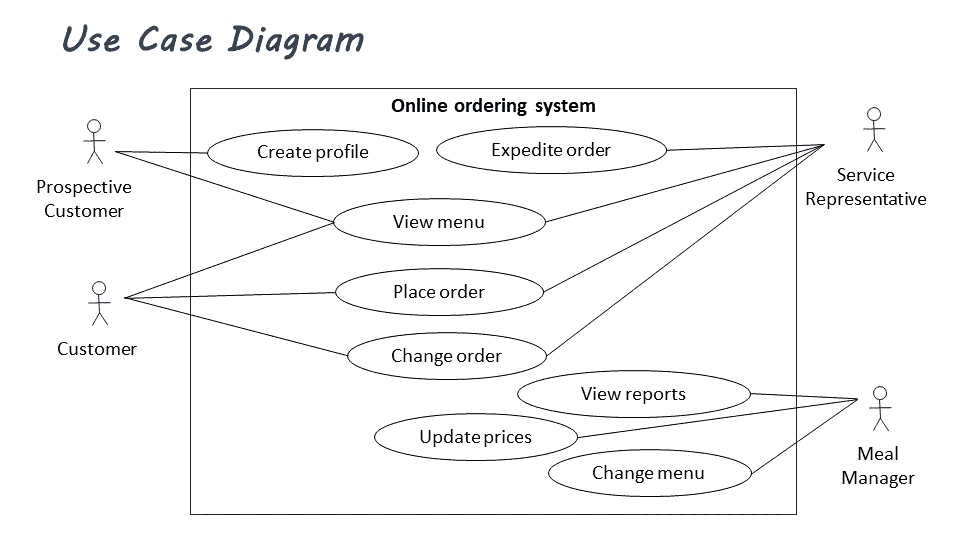 Use Case Diagram
Online ordering system
Create profile
Expedite order
Prospective
Customer
Service
Representative
View menu
Place order
Customer
Change order
View reports
Update prices
Meal
Manager
Change menu